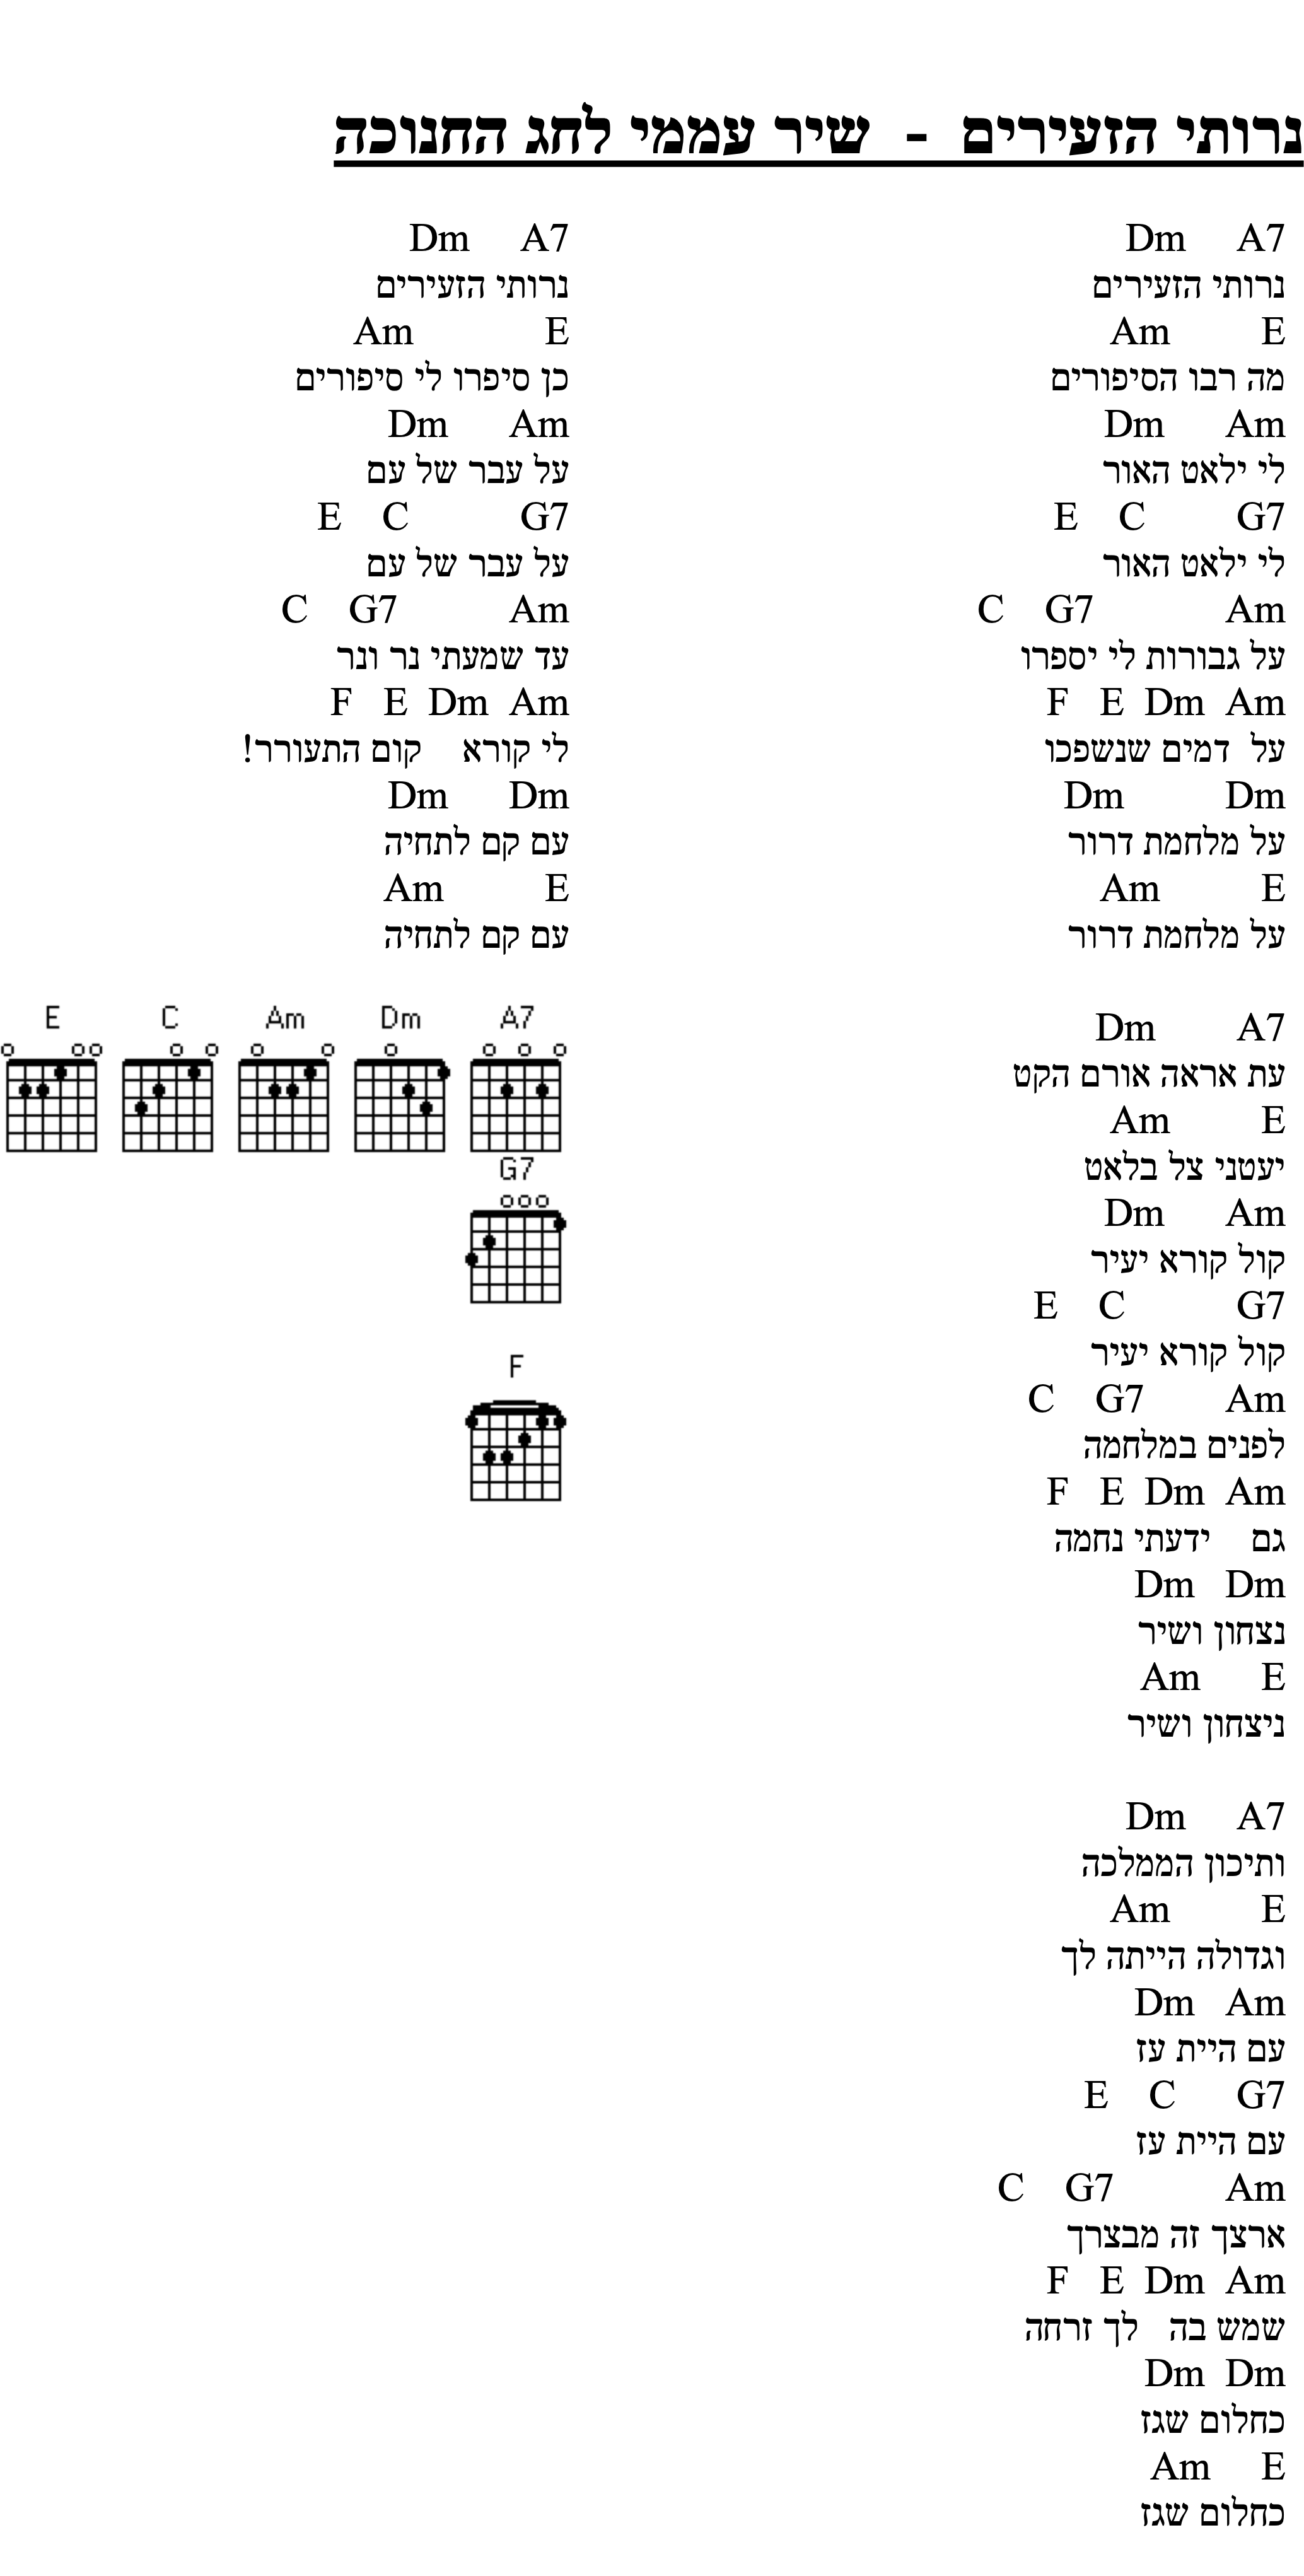 נרותי הזעירים - שיר עממי לחג החנוכה
A7 Dm
נרותי הזעירים
E Am
מה רבו הסיפורים
Am Dm
לי ילאט האור
G7 C E
לי ילאט האור
Am G7 C
על גבורות לי יספרו
Am Dm E F
על דמים שנשפכו
Dm Dm
על מלחמת דרור
E Am
על מלחמת דרור
A7 Dm
עת אראה אורם הקט
E Am
יעטני צל בלאט
Am Dm
קול קורא יעיר
G7 C E
קול קורא יעיר
Am G7 C
לפנים במלחמה
Am Dm E F
גם ידעתי נחמה
Dm Dm
נצחון ושיר
E Am
ניצחון ושיר
A7 Dm
ותיכון הממלכה
E Am
וגדולה הייתה לך
Am Dm
עם היית עז
G7 C E
עם היית עז
Am G7 C
ארצך זה מבצרך
Am Dm E F
שמש בה לך זרחה
Dm Dm
כחלום שגז
E Am
כחלום שגז
A7 Dm
נרותי הזעירים
E Am
כן סיפרו לי סיפורים
Am Dm
על עבר של עם
G7 C E
על עבר של עם
Am G7 C
עד שמעתי נר ונר
Am Dm E F
לי קורא קום התעורר!
Dm Dm
עם קם לתחיה
E Am
עם קם לתחיה
A7 Dm Am C E
G7
F